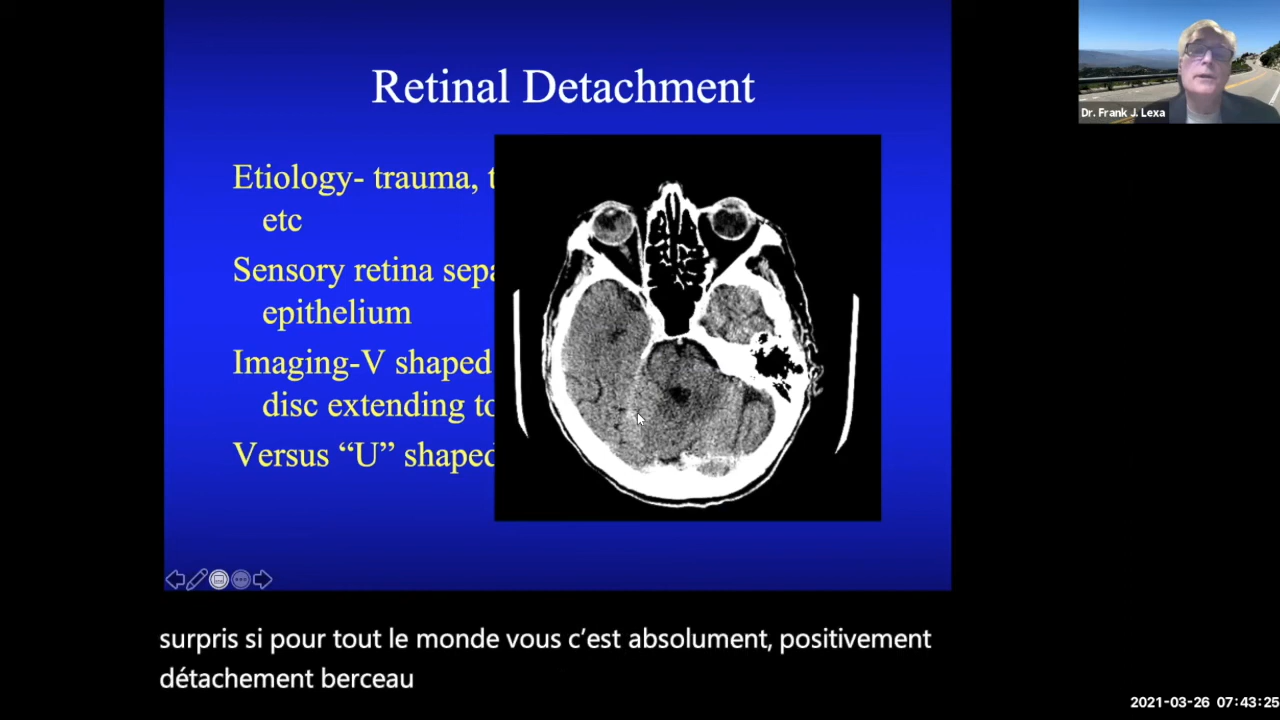 Retinal Detachment
Etiology- trauma, t
etc
Sensory retina sepa
epithelium
Imaging-V shaped
disc extending to
Versus “U” shaped
Dr. Frank J. Lexa
surpris si pour tout le monde vous c’est absolument, positivement
détachement berceau
2021-03-26 07:43:25